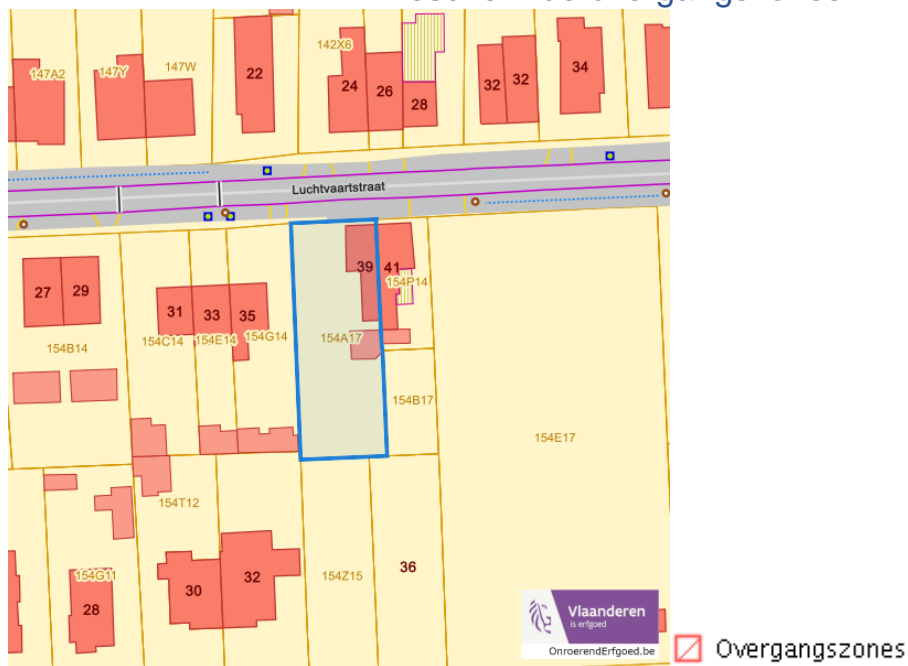 147A2
147Y
147W
22
142X6
24
26
28
32
32
34
Luchtvaartstraat
27
29
31
33
35
39
41
154P14
154B14
154C14
154E14
154G14
154A17
154B17
154E17
154T12
154G11
28
30
32
154Z15
36
Vlaanderen
is erfgoed
OnroerendErfgoed.be
Overgangszones